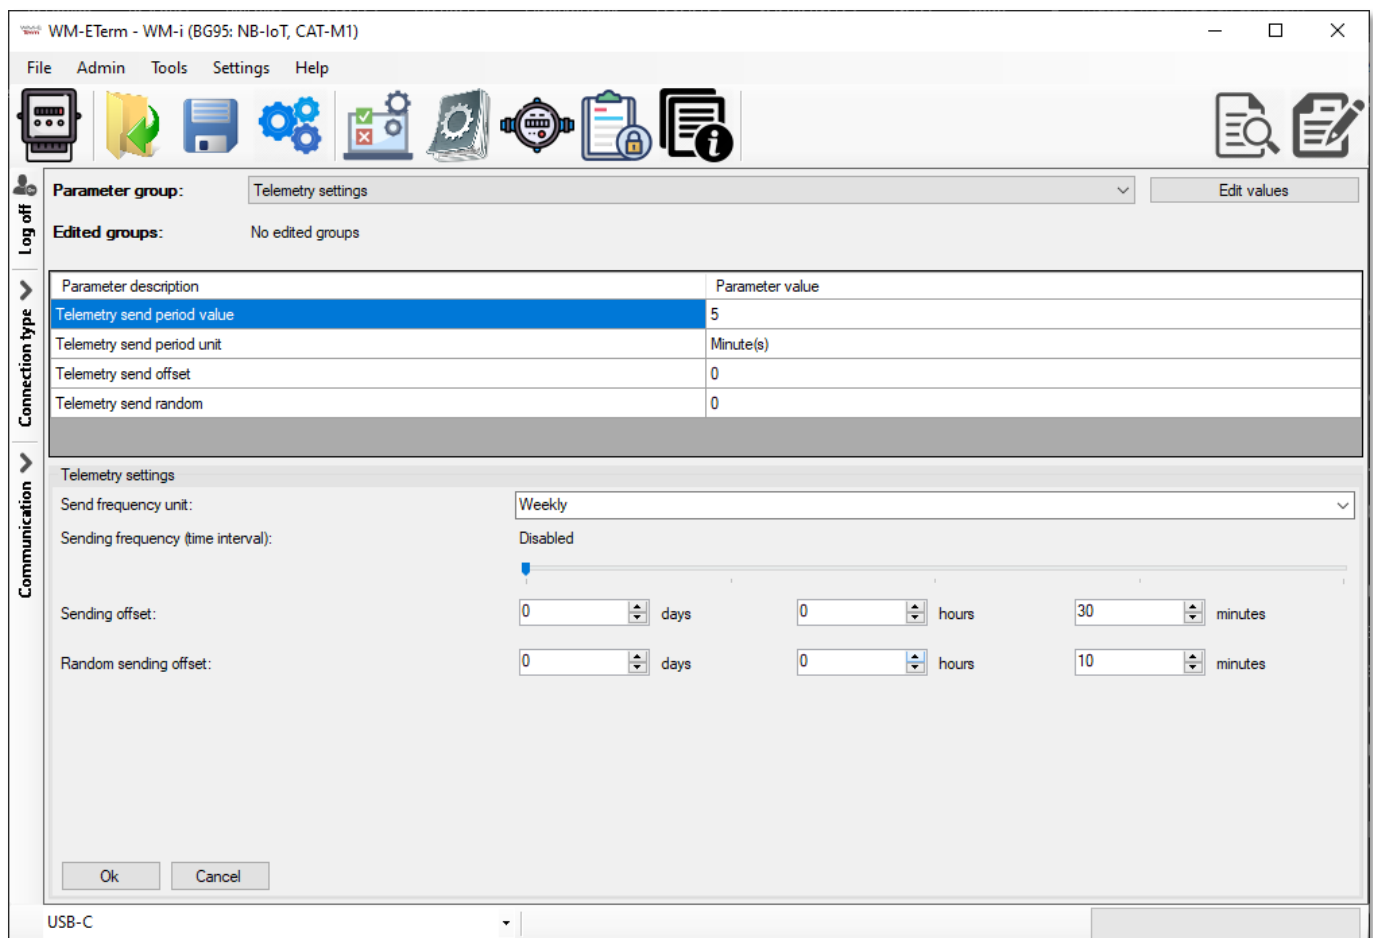 WM-ETerm - WM-i (BG95: NB-IoT, CAT-M1)
File Admin Tools Settings Help
Log off
Connection type
Communication
Parameter group: Telemetry settings Edit values
Edited groups: No edited groups
Parameter description Parameter value
Telemetry send period value 5
Telemetry send period unit Minute(s)
Telemetry send offset 0
Telemetry send random 0
Telemetry settings
Send frequency unit: Weekly
Sending frequency (time interval): Disabled
Sending offset: 0 days 0 hours 30 minutes
Random sending offset: 0 days 0 hours 10 minutes
Ok Cancel
USB-C